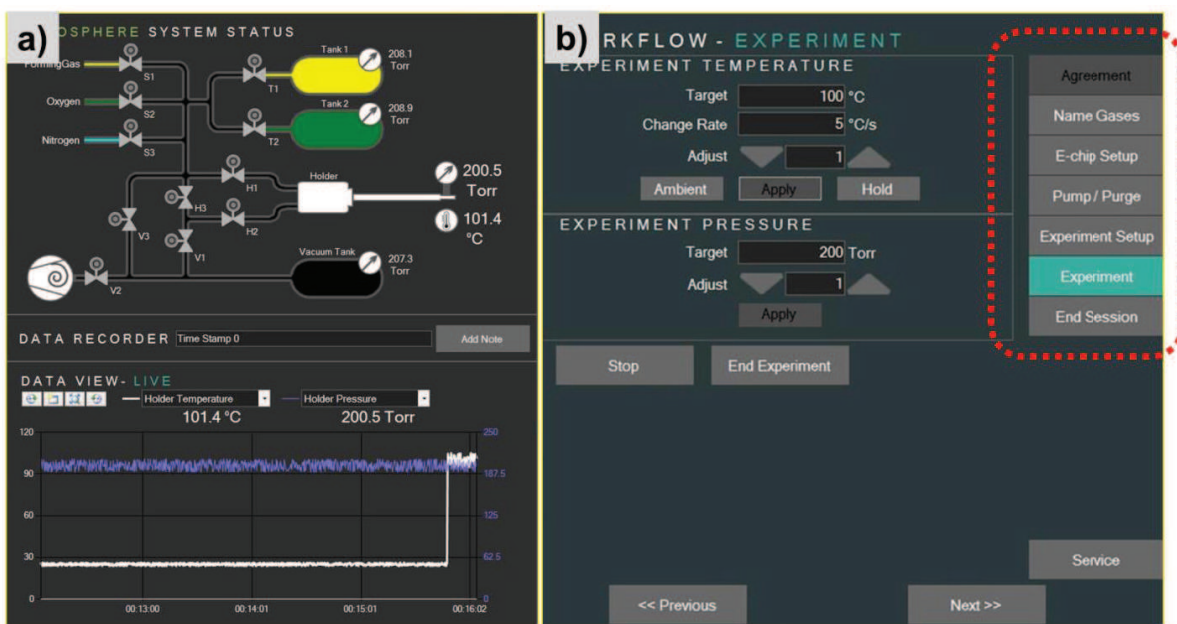 a)
OSPHERE SYSTEM STATUS
FormingGas
S1
Oxygen
S2
Nitrogen
S3
Tank 1
208.1
Torr
T1
Tank 2
208.9
Torr
T2
H1
Holder
200.5
Torr
H3
H2
101.4
°C
V3
V1
Vacuum Tank
207.3
Torr
V2
DATA RECORDER Time Stamp 0 Add Note
DATA VIEW- LIVE
Holder Temperature Holder Pressure
101.4 °C 200.5 Torr
120 250
90 187.5
60 125
30 62.5
0 0
00:13:00 00:14:01 00:15:01 00:16:02
b)
RKFLOW - EXPERIMENT
EXPERIMENT TEMPERATURE
Target 100 °C
Change Rate 5 °C/s
Adjust 1
Ambient Apply Hold
EXPERIMENT PRESSURE
Target 200 Torr
Adjust 1
Apply
Stop End Experiment
Agreement
Name Gases
E-chip Setup
Pump / Purge
Experiment Setup
Experiment
End Session
Service
<< Previous Next >>